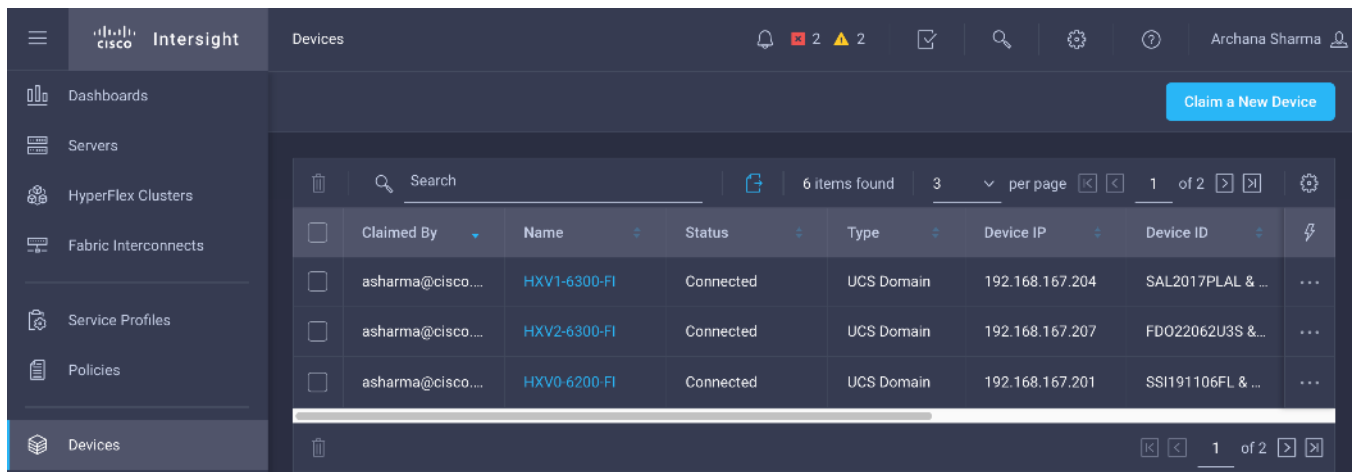 cisco Intersight Devices 2 2 Archana Sharma
Dashboards
Claim a New Device
Servers
Search 6 items found 3 per page 1 of 2
HyperFlex Clusters
Claimed By Name Status Type Device IP Device ID
Fabric Interconnects
asharma@cisco.... HXV1-6300-FI Connected UCS Domain 192.168.167.204 SAL2017PLAL & ...
Service Profiles
asharma@cisco.... HXV2-6300-FI Connected UCS Domain 192.168.167.207 FDO22062U3S &...
Policies
asharma@cisco.... HXV0-6200-FI Connected UCS Domain 192.168.167.201 SSI191106FL & ...
Devices
1 of 2